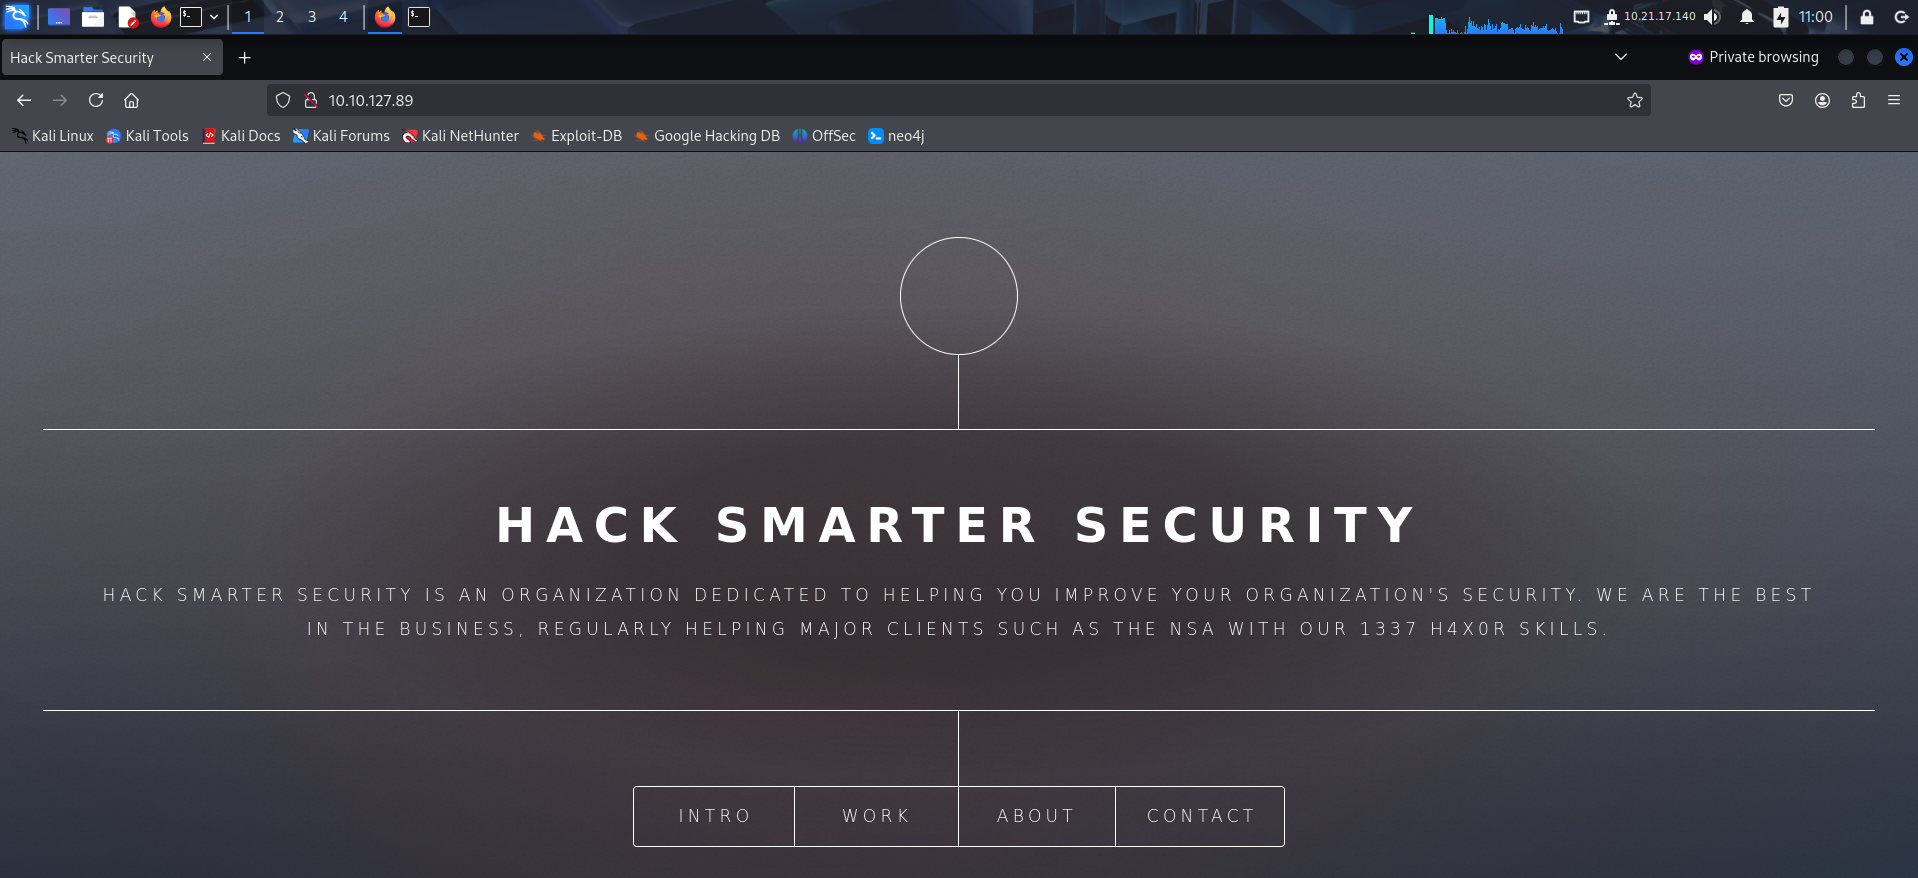 1 2 3 4 10.21.17.140 11:00
Hack Smarter Security Private browsing
10.10.127.89
Kali Linux Kali Tools Kali Docs Kali Forums Kali NetHunter Exploit-DB Google Hacking DB OffSec neo4j
HACK SMARTER SECURITY
HACK SMARTER SECURITY IS AN ORGANIZATION DEDICATED TO HELPING YOU IMPROVE YOUR ORGANIZATION'S SECURITY. WE ARE THE BEST
IN THE BUSINESS, REGULARLY HELPING MAJOR CLIENTS SUCH AS THE NSA WITH OUR 1337 H4X0R SKILLS.
INTRO WORK ABOUT CONTACT